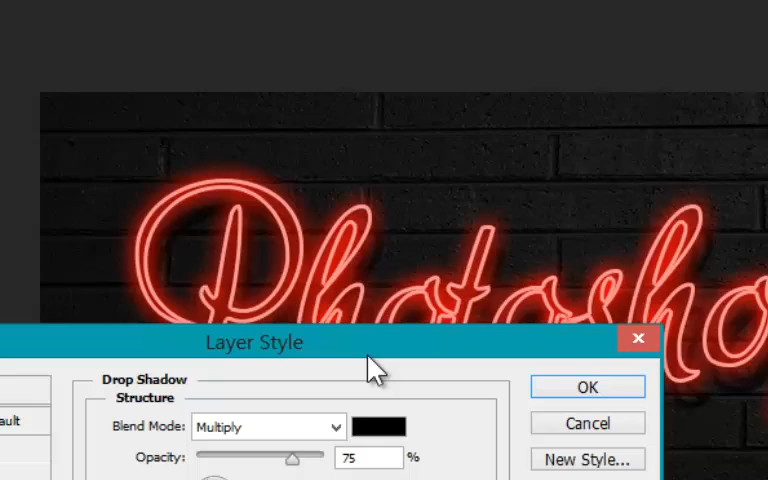 Photosho
Layer Style
Drop Shadow
Structure
OK
ault
Blend Mode: Multiply
Cancel
Opacity: 75 %
New Style...